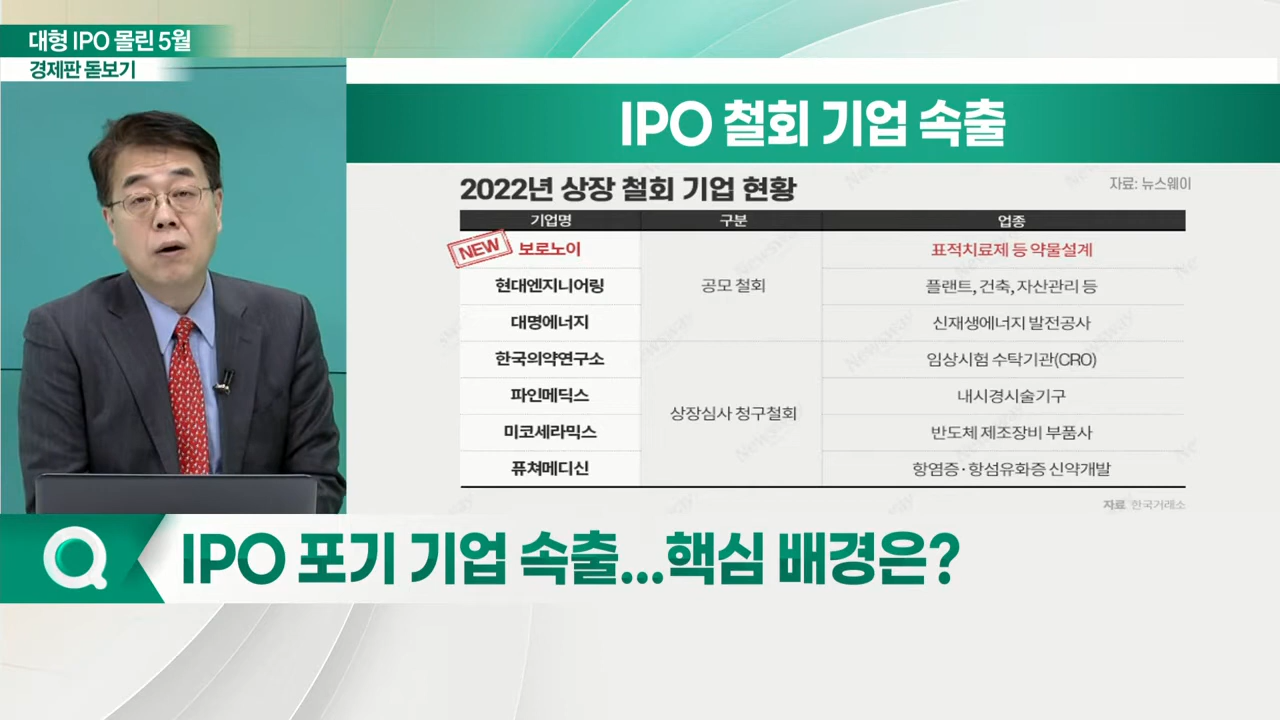 대형 IPO 몰린 5월
경제판 돋보기
IPO 철회 기업 속출
2022년 상장 철회 기업 현황
자료: 뉴스웨이
기업명 구분 업종
NEW 보로노이 표적치료제 등 약물설계
현대엔지니어링 공모 철회 플랜트, 건축, 자산관리 등
대명에너지 신재생에너지 발전공사
한국의약연구소 임상시험 수탁기관(CRO)
파인메딕스 내시경시술기구
상장심사 청구철회
미코세라믹스 반도체 제조장비 부품사
퓨쳐메디신 항염증·항섬유화증 신약개발
자료 한국거래소
Q IPO 포기 기업 속출...핵심 배경은?